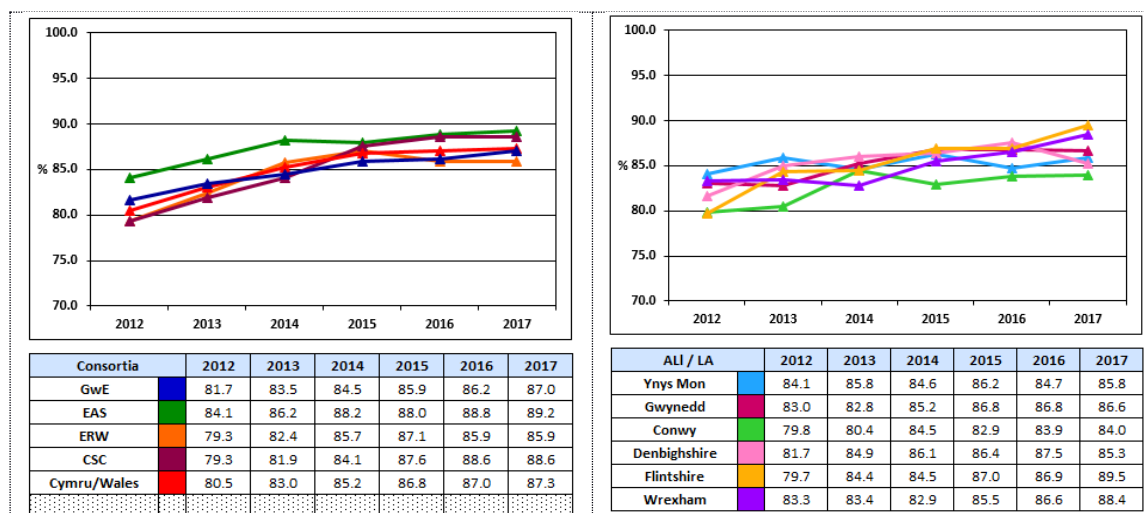 100.0
95.0
90.0
% 85.0
80.0
75.0
70.0
2012 2013 2014 2015 2016 2017
Consortia 2012 2013 2014 2015 2016 2017
GwE 81.7 83.5 84.5 85.9 86.2 87.0
EAS 84.1 86.2 88.2 88.0 88.8 89.2
ERW 79.3 82.4 85.7 87.1 85.9 85.9
CSC 79.3 81.9 84.1 87.6 88.6 88.6
Cymru/Wales 80.5 83.0 85.2 86.8 87.0 87.3
100.0
95.0
90.0
% 85.0
80.0
75.0
70.0
2012 2013 2014 2015 2016 2017
ALl / LA 2012 2013 2014 2015 2016 2017
Ynys Mon 84.1 85.8 84.6 86.2 84.7 85.8
Gwynedd 83.0 82.8 85.2 86.8 86.8 86.6
Conwy 79.8 80.4 84.5 82.9 83.9 84.0
Denbighshire 81.7 84.9 86.1 86.4 87.5 85.3
Flintshire 79.7 84.4 84.5 87.0 86.9 89.5
Wrexham 83.3 83.4 82.9 85.5 86.6 88.4